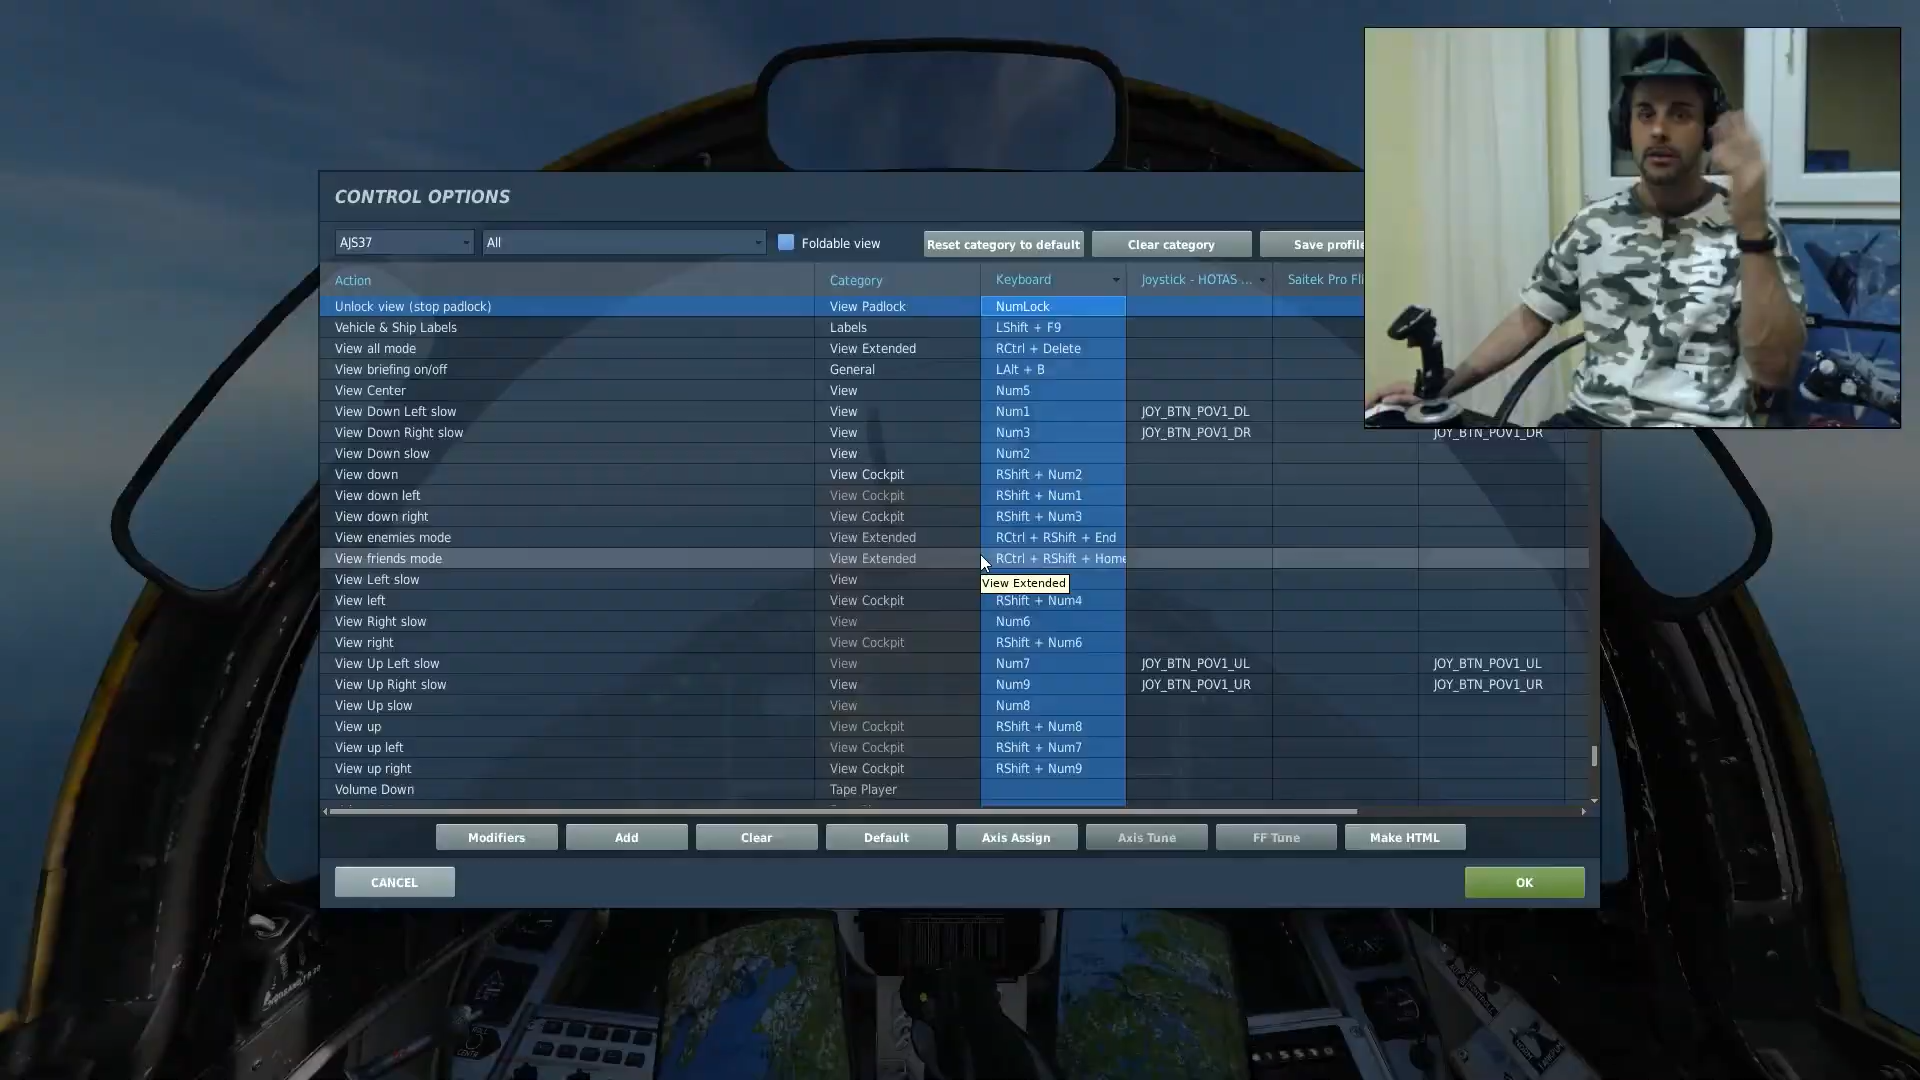 CONTROL OPTIONS
AJS37 All Foldable view Reset category to default Clear category Save profile
Action Category Keyboard Joystick - HOTAS ... Saitek Pro Fli
Unlock view (stop padlock) View Padlock NumLock
Vehicle & Ship Labels Labels LShift + F9
View all mode View Extended RCtrl + Delete
View briefing on/off General LAlt + B
View Center View Num5
View Down Left slow View Num1 JOY_BTN_POV1_DL
View Down Right slow View Num3 JOY_BTN_POV1_DR JOY_BTN_POV1_DR
View Down slow View Num2
View down View Cockpit RShift + Num2
View down left View Cockpit RShift + Num1
View down right View Cockpit RShift + Num3
View enemies mode View Extended RCtrl + RShift + End
View friends mode View Extended RCtrl + RShift + Home
View Left slow View View Extended
View left View Cockpit RShift + Num4
View Right slow View Num6
View right View Cockpit RShift + Num6
View Up Left slow View Num7 JOY_BTN_POV1_UL JOY_BTN_POV1_UL
View Up Right slow View Num9 JOY_BTN_POV1_UR JOY_BTN_POV1_UR
View Up slow View Num8
View up View Cockpit RShift + Num8
View up left View Cockpit RShift + Num7
View up right View Cockpit RShift + Num9
Volume Down Tape Player
Modifiers Add Clear Default Axis Assign Axis Tune FF Tune Make HTML
CANCEL OK